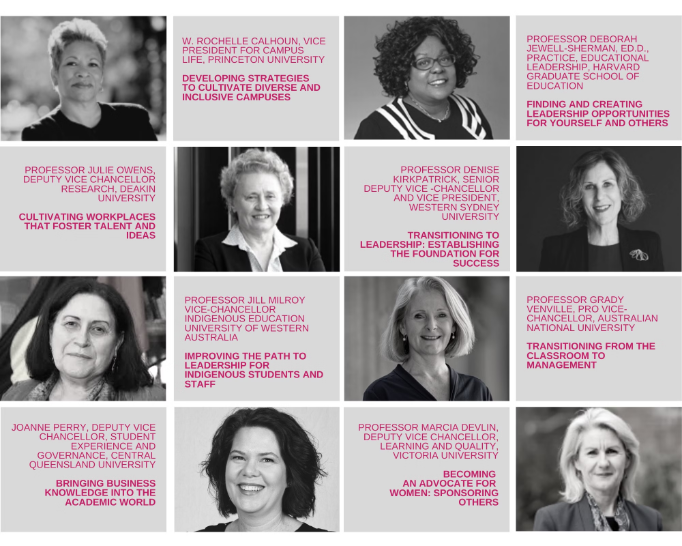 W. ROCHELLE CALHOUN, VICE
PRESIDENT FOR CAMPUS
LIFE, PRINCETON UNIVERSITY
DEVELOPING STRATEGIES
TO CULTIVATE DIVERSE AND
INCLUSIVE CAMPUSES
PROFESSOR DEBORAH
JEWELL-SHERMAN, ED.D.,
PRACTICE, EDUCATIONAL
LEADERSHIP, HARVARD
GRADUATE SCHOOL OF
EDUCATION
FINDING AND CREATING
LEADERSHIP OPPORTUNITIES
FOR YOURSELF AND OTHERS
PROFESSOR JULIE OWENS,
DEPUTY VICE CHANCELLOR
RESEARCH, DEAKIN
UNIVERSITY
CULTIVATING WORKPLACES
THAT FOSTER TALENT AND
IDEAS
PROFESSOR DENISE
KIRKPATRICK, SENIOR
DEPUTY VICE -CHANCELLOR
AND VICE PRESIDENT,
WESTERN SYDNEY
UNIVERSITY
TRANSITIONING TO
LEADERSHIP: ESTABLISHING
THE FOUNDATION FOR
SUCCESS
PROFESSOR JILL MILROY
VICE-CHANCELLOR
INDIGENOUS EDUCATION
UNIVERSITY OF WESTERN
AUSTRALIA
IMPROVING THE PATH TO
LEADERSHIP FOR
INDIGENOUS STUDENTS AND
STAFF
PROFESSOR GRADY
VENVILLE, PRO VICE-
CHANCELLOR, AUSTRALIAN
NATIONAL UNIVERSITY
TRANSITIONING FROM THE
CLASSROOM TO
MANAGEMENT
JOANNE PERRY, DEPUTY VICE
CHANCELLOR, STUDENT
EXPERIENCE AND
GOVERNANCE, CENTRAL
QUEENSLAND UNIVERSITY
BRINGING BUSINESS
KNOWLEDGE INTO THE
ACADEMIC WORLD
PROFESSOR MARCIA DEVLIN,
DEPUTY VICE CHANCELLOR,
LEARNING AND QUALITY,
VICTORIA UNIVERSITY
BECOMING
AN ADVOCATE FOR
WOMEN: SPONSORING
OTHERS